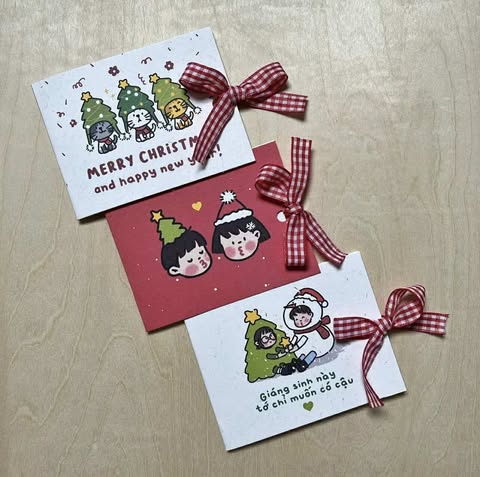 MERRY CHRISTMAS
and happy new year!
Giáng sinh này
tớ chỉ muốn có cậu